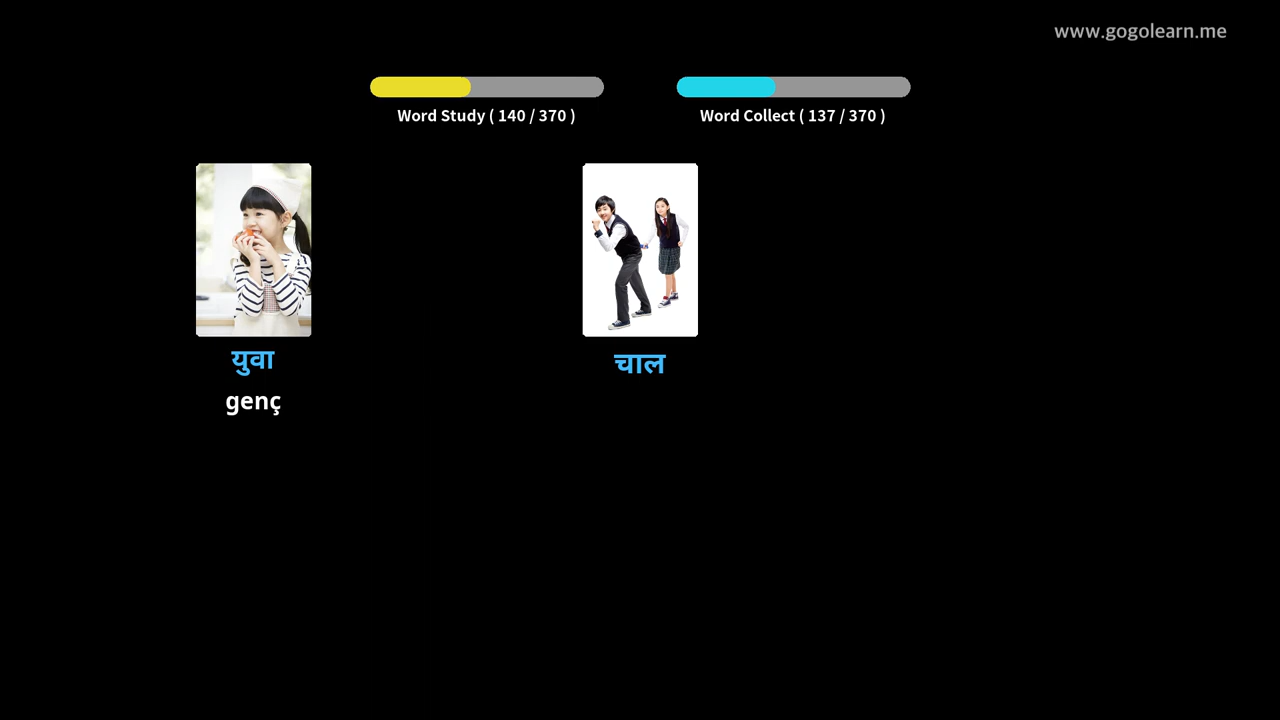 www.gogolearn.me
Word Study ( 140 / 370 )
Word Collect ( 137 / 370 )
युवा
genç
चाल